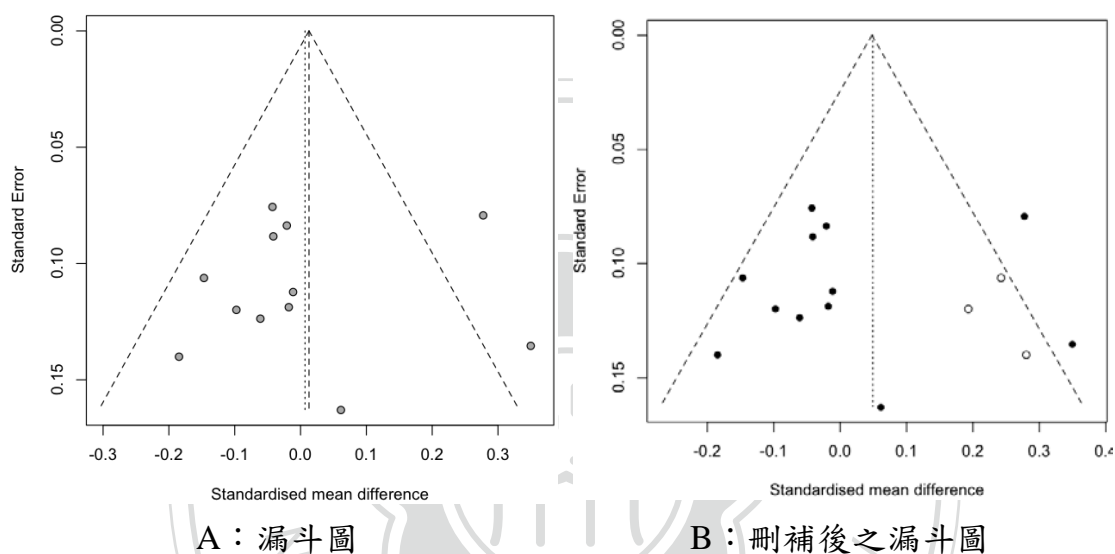 0.00
0.05
0.10
0.15
Standard Error
-0.3 -0.2 -0.1 0.0 0.1 0.2 0.3
Standardised mean difference
A：漏斗圖
0.00
0.05
0.10
0.15
Standard Error
-0.2 -0.1 0.0 0.1 0.2 0.3 0.4
Standardised mean difference
B：刪補後之漏斗圖